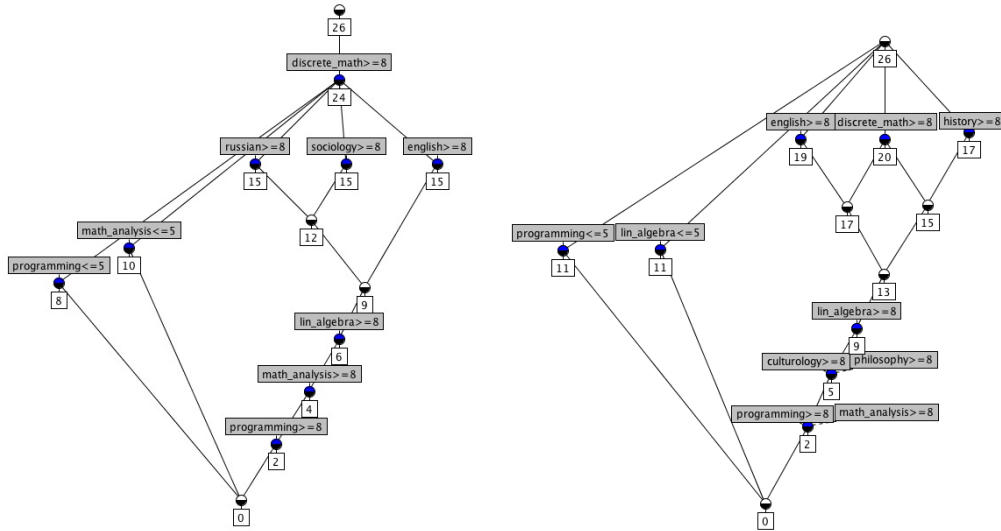 26
discrete_math>=8
24
russian>=8 sociology>=8 english>=8
15 15 15
12
math_analysis<=5
10
programming<=5
8
9
lin_algebra>=8
6
math_analysis>=8
4
programming>=8
2
0
26
english>=8 discrete_math>=8 history>=8
19 20 17
17 15
programming<=5 lin_algebra<=5
11 11
13
lin_algebra>=8
9
culturology>=8 philosophy>=8
5
programming>=8 math_analysis>=8
2
0